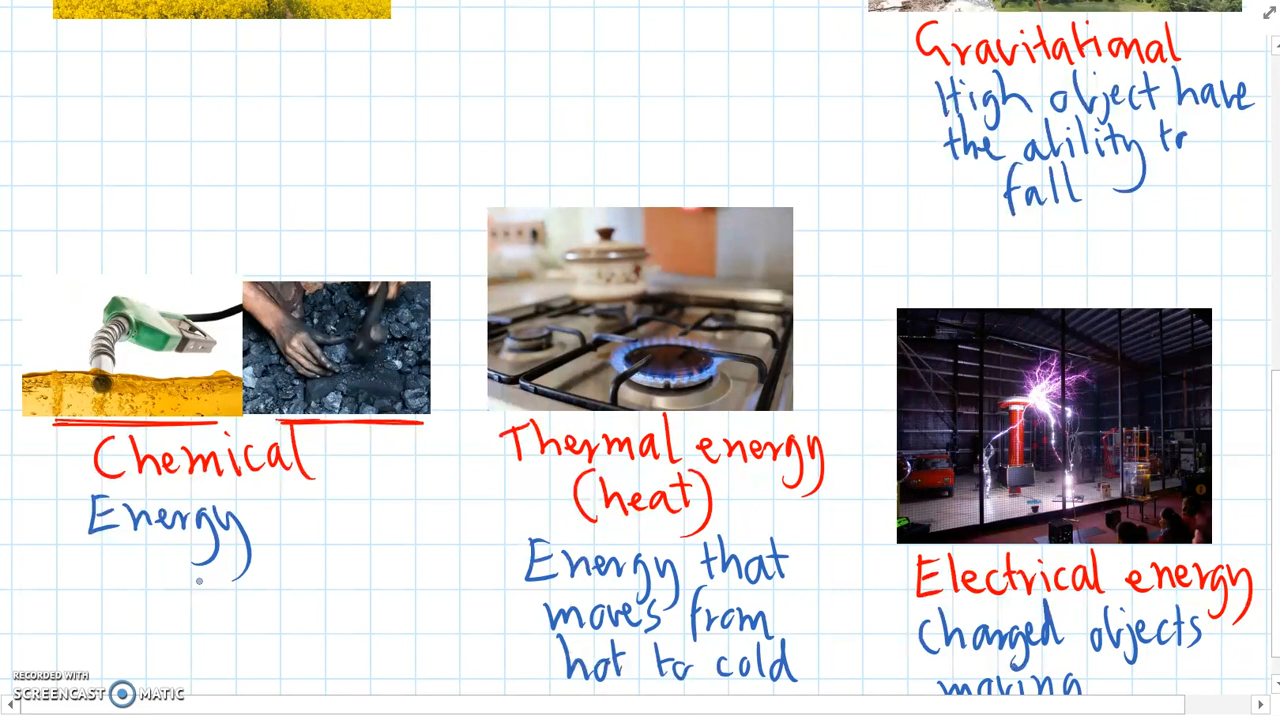 Gravitational
High object have
the ability to
fall
Chemical
Energy
Thermal energy
(heat)
Energy that
moves from
hot to cold
Electrical energy
charged objects
making
RECORDED WITH
SCREENCAST MATIC